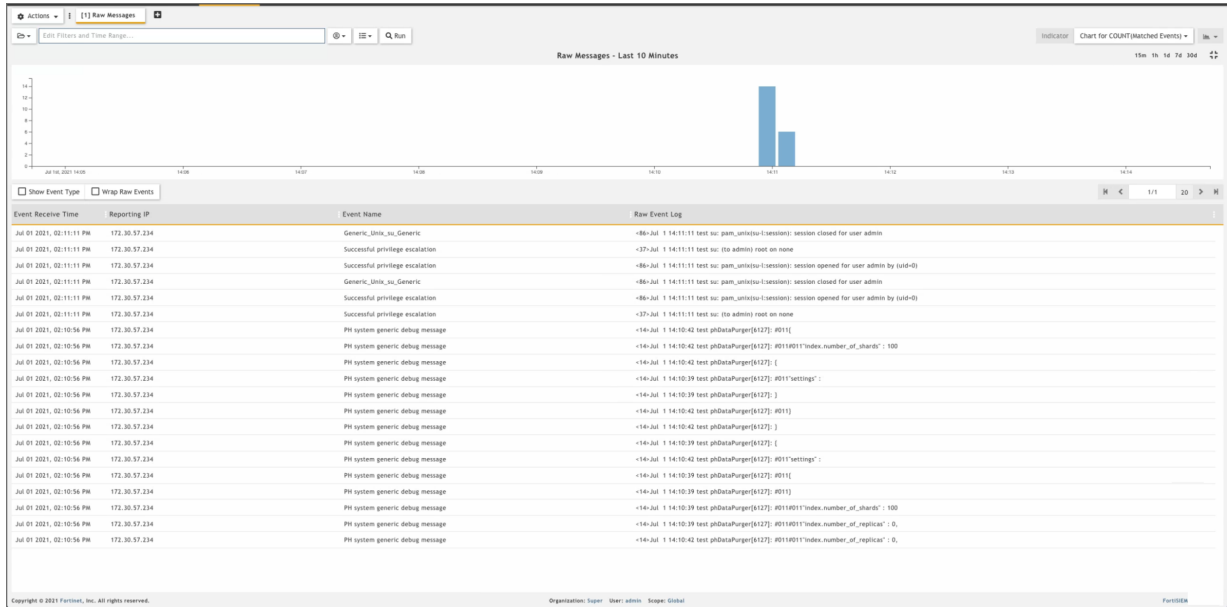 Actions [1] Raw Messages
Edit Filters and Time Range... Run Indicator Chart for COUNT(Matched Events)
Raw Messages - Last 10 Minutes 15m 1h 1d 7d 30d
14
12
10
8
6
4
2
0
Jul 1st, 2021 14:05 14:06 14:07 14:08 14:09 14:10 14:11 14:12 14:13 14:14
Show Event Type Wrap Raw Events 1/1 20
Event Receive Time Reporting IP Event Name Raw Event Log
Jul 01 2021, 02:11:11 PM 172.30.57.234 Generic_Unix_su_Generic <86>Jul 1 14:11:11 test su: pam_unix(su-l:session): session closed for user admin
Jul 01 2021, 02:11:11 PM 172.30.57.234 Successful privilege escalation <37>Jul 1 14:11:11 test su: (to admin) root on none
Jul 01 2021, 02:11:11 PM 172.30.57.234 Successful privilege escalation <86>Jul 1 14:11:11 test su: pam_unix(su-l:session): session opened for user admin by (uid=0)
Jul 01 2021, 02:11:11 PM 172.30.57.234 Generic_Unix_su_Generic <86>Jul 1 14:11:11 test su: pam_unix(su-l:session): session closed for user admin
Jul 01 2021, 02:11:11 PM 172.30.57.234 Successful privilege escalation <86>Jul 1 14:11:11 test su: pam_unix(su-l:session): session opened for user admin by (uid=0)
Jul 01 2021, 02:11:11 PM 172.30.57.234 Successful privilege escalation <37>Jul 1 14:11:11 test su: (to admin) root on none
Jul 01 2021, 02:10:56 PM 172.30.57.234 PH system generic debug message <14>Jul 1 14:10:42 test phDataPurger[6127]: #011{
Jul 01 2021, 02:10:56 PM 172.30.57.234 PH system generic debug message <14>Jul 1 14:10:42 test phDataPurger[6127]: #011#011"index.number_of_shards" : 100
Jul 01 2021, 02:10:56 PM 172.30.57.234 PH system generic debug message <14>Jul 1 14:10:42 test phDataPurger[6127]: {
Jul 01 2021, 02:10:56 PM 172.30.57.234 PH system generic debug message <14>Jul 1 14:10:39 test phDataPurger[6127]: #011"settings" :
Jul 01 2021, 02:10:56 PM 172.30.57.234 PH system generic debug message <14>Jul 1 14:10:39 test phDataPurger[6127]: }
Jul 01 2021, 02:10:56 PM 172.30.57.234 PH system generic debug message <14>Jul 1 14:10:42 test phDataPurger[6127]: #011}
Jul 01 2021, 02:10:56 PM 172.30.57.234 PH system generic debug message <14>Jul 1 14:10:42 test phDataPurger[6127]: }
Jul 01 2021, 02:10:56 PM 172.30.57.234 PH system generic debug message <14>Jul 1 14:10:39 test phDataPurger[6127]: {
Jul 01 2021, 02:10:56 PM 172.30.57.234 PH system generic debug message <14>Jul 1 14:10:42 test phDataPurger[6127]: #011"settings" :
Jul 01 2021, 02:10:56 PM 172.30.57.234 PH system generic debug message <14>Jul 1 14:10:39 test phDataPurger[6127]: #011{
Jul 01 2021, 02:10:56 PM 172.30.57.234 PH system generic debug message <14>Jul 1 14:10:39 test phDataPurger[6127]: #011}
Jul 01 2021, 02:10:56 PM 172.30.57.234 PH system generic debug message <14>Jul 1 14:10:39 test phDataPurger[6127]: #011#011"index.number_of_shards" : 100
Jul 01 2021, 02:10:56 PM 172.30.57.234 PH system generic debug message <14>Jul 1 14:10:39 test phDataPurger[6127]: #011#011"index.number_of_replicas" : 0,
Jul 01 2021, 02:10:56 PM 172.30.57.234 PH system generic debug message <14>Jul 1 14:10:42 test phDataPurger[6127]: #011#011"index.number_of_replicas" : 0,
Copyright © 2021 Fortinet, Inc. All rights reserved. Organization: Super User: admin Scope: Global FortiSIEM